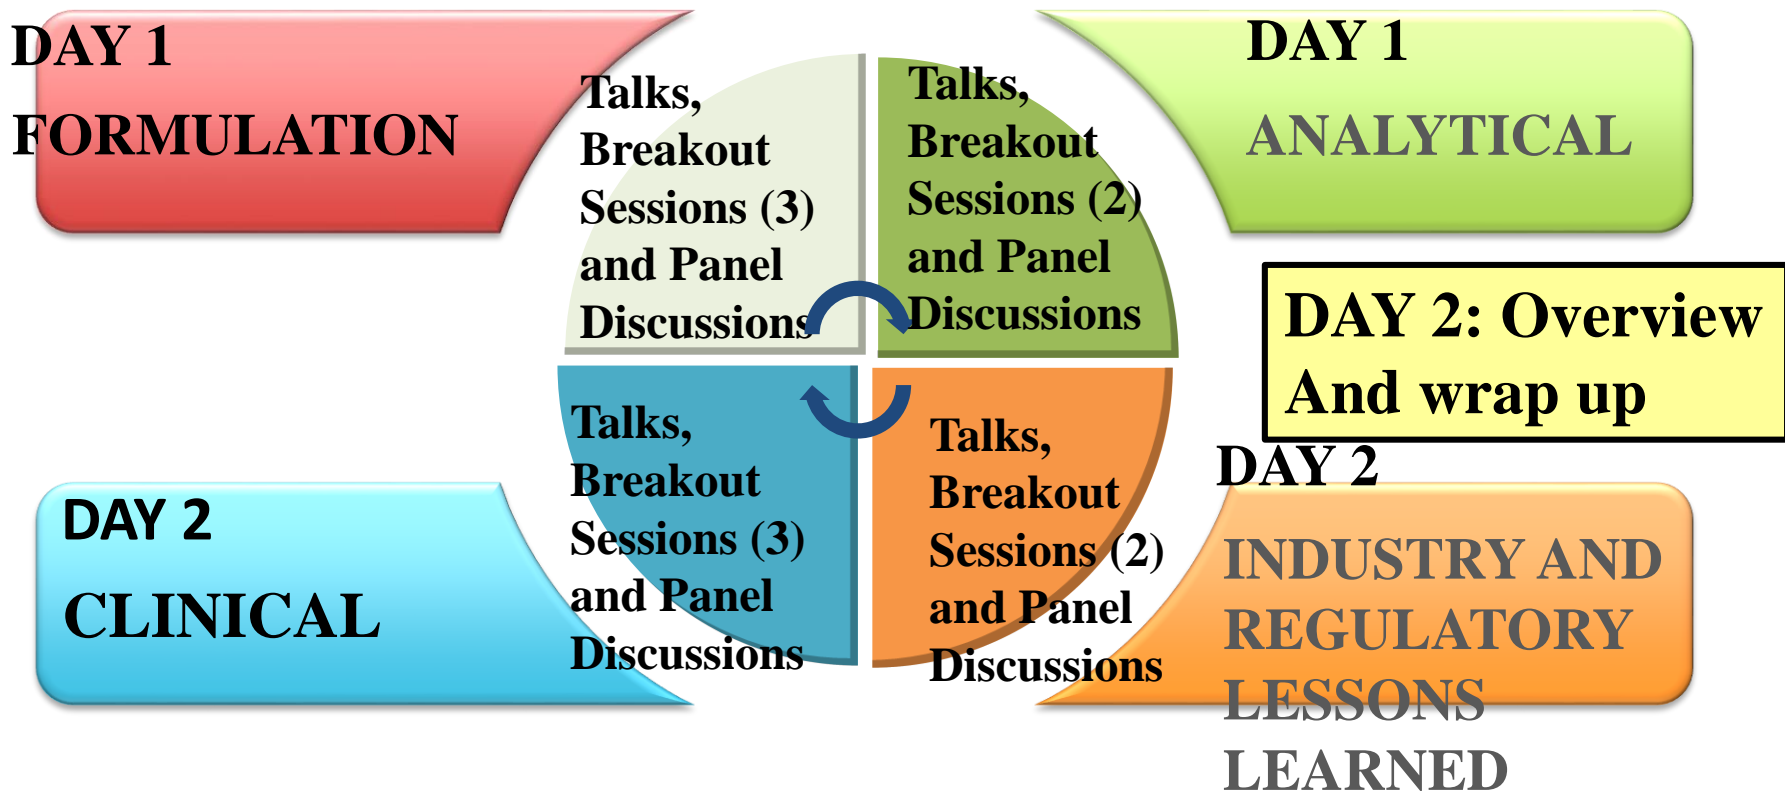 DAY 1
FORMULATION
Talks,
Breakout
Sessions (3)
and Panel
Discussions
Talks,
Breakout
Sessions (2)
and Panel
Discussions
DAY 1
ANALYTICAL
DAY 2: Overview
And wrap up
DAY 2
CLINICAL
Talks,
Breakout
Sessions (3)
and Panel
Discussions
Talks,
Breakout
Sessions (2)
and Panel
Discussions
DAY 2
INDUSTRY AND
REGULATORY
LESSONS
LEARNED